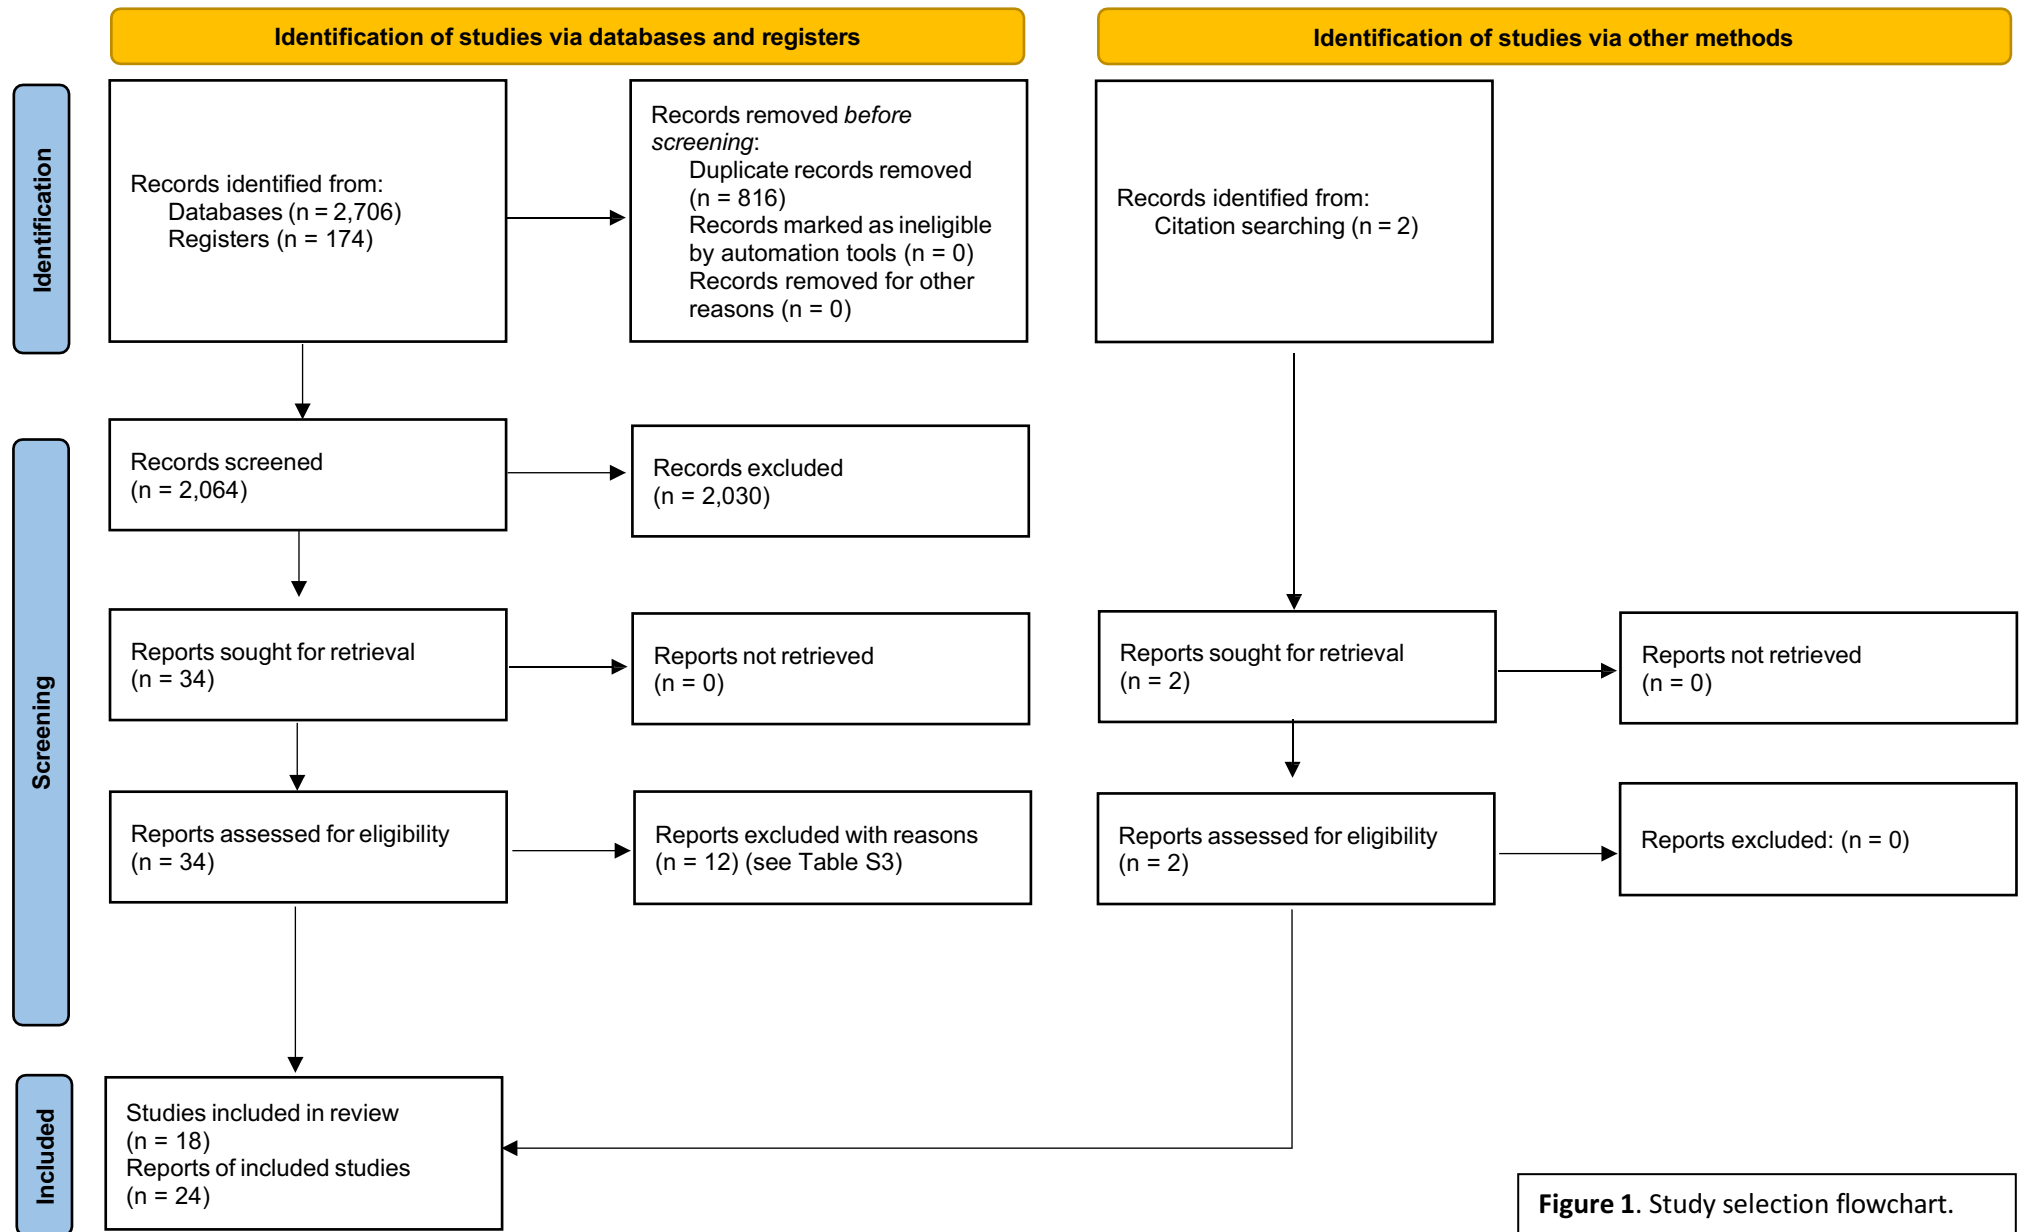 Identification of studies via databases and registers
Identification of studies via other methods
Identification
Records identified from:
Databases (n = 2,706)
Registers (n = 174)
Records removed before
screening:
Duplicate records removed
(n = 816)
Records marked as ineligible
by automation tools (n = 0)
Records removed for other
reasons (n = 0)
Records identified from:
Citation searching (n = 2)
Screening
Records screened
(n = 2,064)
Records excluded
(n = 2,030)
Reports sought for retrieval
(n = 34)
Reports not retrieved
(n = 0)
Reports sought for retrieval
(n = 2)
Reports not retrieved
(n = 0)
Reports assessed for eligibility
(n = 34)
Reports excluded with reasons
(n = 12) (see Table S3)
Reports assessed for eligibility
(n = 2)
Reports excluded: (n = 0)
Included
Studies included in review
(n = 18)
Reports of included studies
(n = 24)
Figure 1. Study selection flowchart.